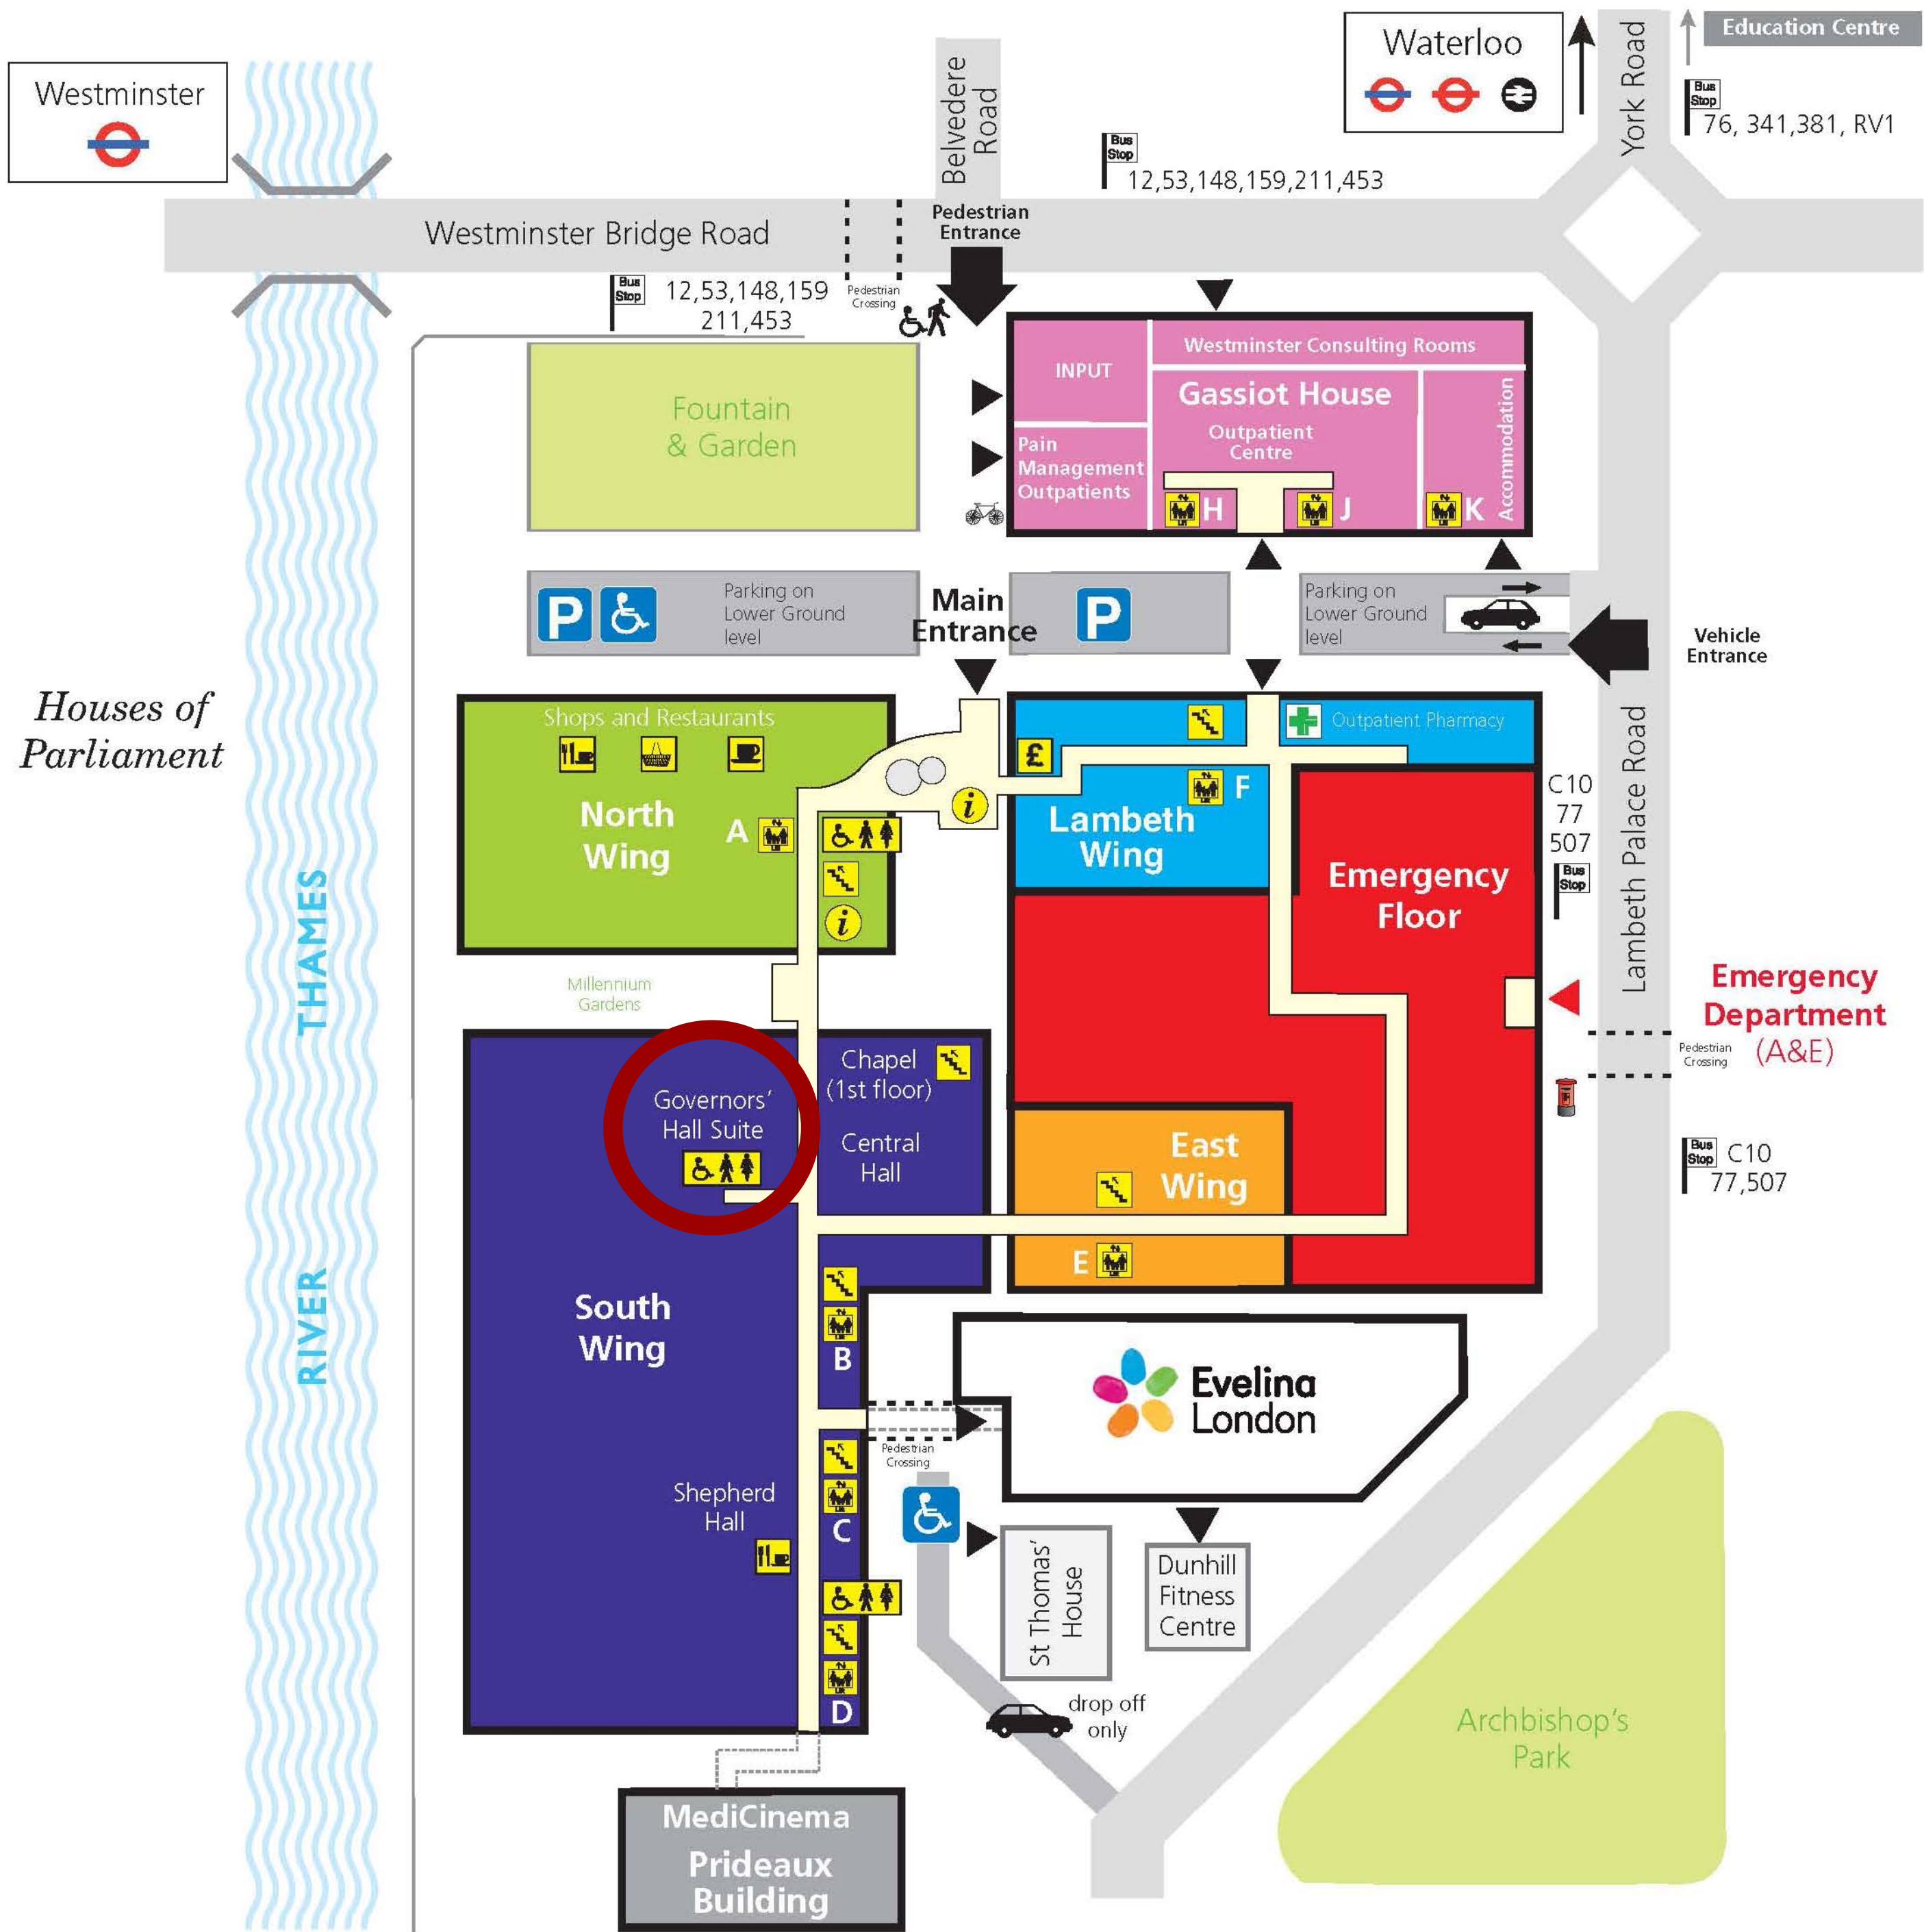 Westminster
Belvedere
Road
Waterloo
York Road
Education Centre
Bus
Stop
76, 341,381, RV1
Bus
Stop
12,53,148,159,211,453
Westminster Bridge Road
Pedestrian
Entrance
Bus
Stop
12,53,148,159
211,453
Pedestrian
Crossing
Fountain
& Garden
INPUT
Westminster Consulting Rooms
Gassiot House
Outpatient
Centre
Pain
Management
Outpatients
H
J
K
Accommodation
P
Parking on
Lower Ground
level
Main
Entrance
P
Parking on
Lower Ground
level
Vehicle
Entrance
Houses of
Parliament
Shops and Restaurants
North
Wing
A
i
i
£
Outpatient Pharmacy
F
Lambeth
Wing
Emergency
Floor
C10
77
507
Bus
Stop
Lambeth Palace Road
Emergency
Department
(A&E)
Pedestrian
Crossing
Bus
Stop
C10
77,507
RIVER THAMES
Millennium
Gardens
Governors'
Hall Suite
Chapel
(1st floor)
Central
Hall
East
Wing
E
South
Wing
B
Evelina
London
Pedestrian
Crossing
Shepherd
Hall
C
D
St Thomas'
House
Dunhill
Fitness
Centre
drop off
only
Archbishop's
Park
MediCinema
Prideaux
Building